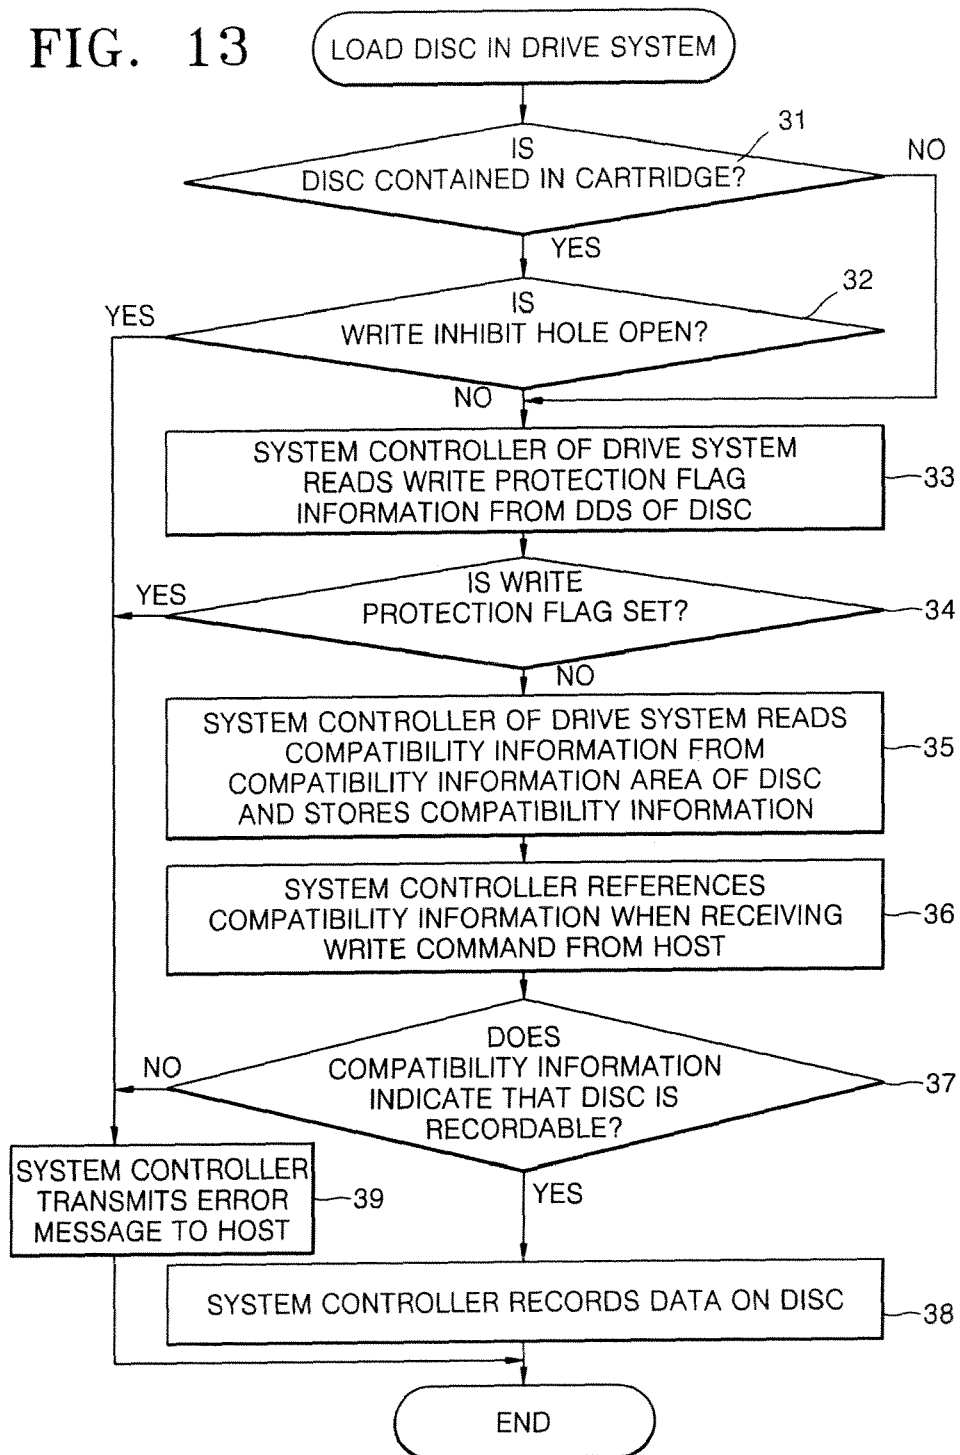 FIG. 13
LOAD DISC IN DRIVE SYSTEM
31
IS
DISC CONTAINED IN CARTRIDGE?
NO
YES
32
IS
WRITE INHIBIT HOLE OPEN?
YES
NO
SYSTEM CONTROLLER OF DRIVE SYSTEM
READS WRITE PROTECTION FLAG
INFORMATION FROM DDS OF DISC
33
IS WRITE
PROTECTION FLAG SET?
YES
34
NO
SYSTEM CONTROLLER OF DRIVE SYSTEM READS
COMPATIBILITY INFORMATION FROM
COMPATIBILITY INFORMATION AREA OF DISC
AND STORES COMPATIBILITY INFORMATION
35
SYSTEM CONTROLLER REFERENCES
COMPATIBILITY INFORMATION WHEN RECEIVING
WRITE COMMAND FROM HOST
36
DOES
COMPATIBILITY INFORMATION
INDICATE THAT DISC IS
RECORDABLE?
NO
37
YES
SYSTEM CONTROLLER
TRANSMITS ERROR
MESSAGE TO HOST
39
SYSTEM CONTROLLER RECORDS DATA ON DISC
38
END